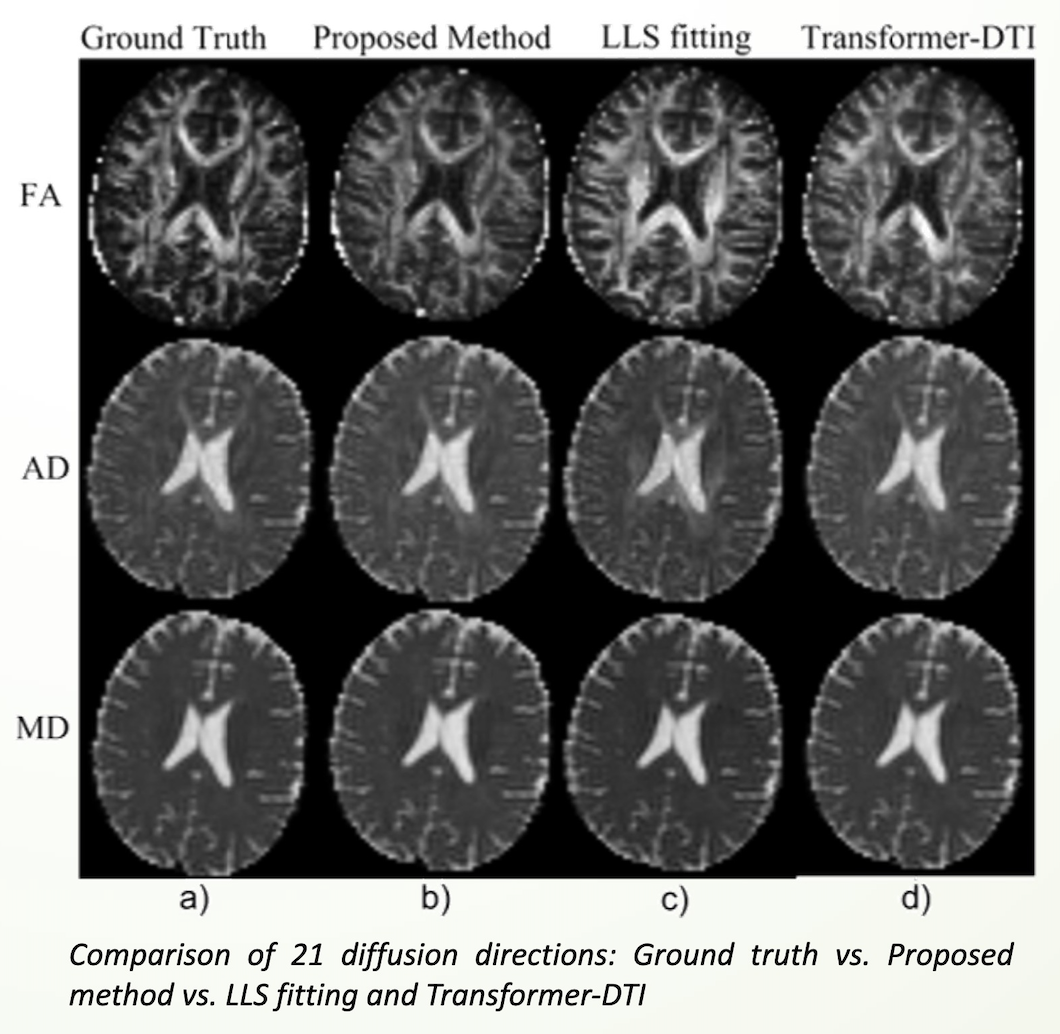 Ground Truth Proposed Method LLS fitting Transformer-DTI
FA
AD
MD
a) b) c) d)
Comparison of 21 diffusion directions: Ground truth vs. Proposed
method vs. LLS fitting and Transformer-DTI